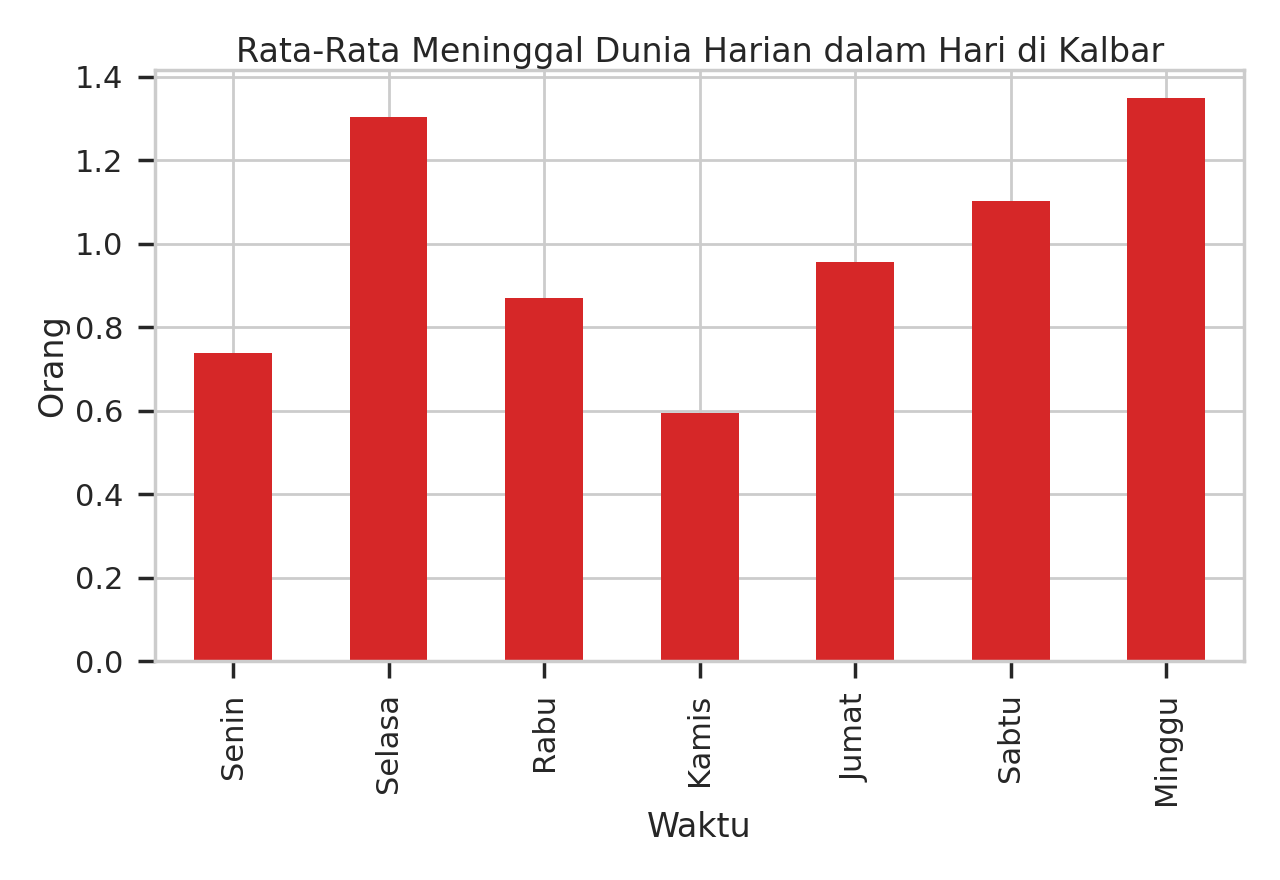 Rata-Rata Meninggal Dunia Harian dalam Hari di Kalbar
1.4
1.2
1.0
0.8
0.6
0.4
0.2
0.0
Orang
Senin
Selasa
Rabu
Kamis
Jumat
Sabtu
Minggu
Waktu